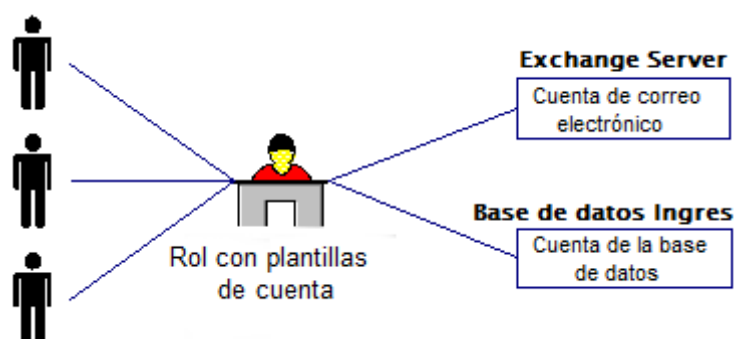 Exchange Server
Cuenta de correo
electrónico
Rol con plantillas
de cuenta
Base de datos Ingres
Cuenta de la base
de datos